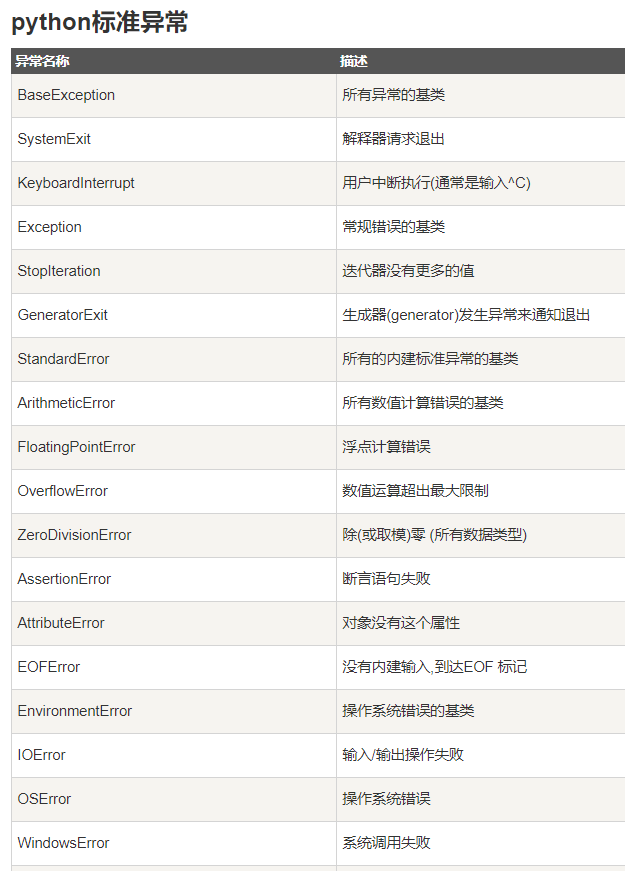 python标准异常
异常名称 描述
BaseException 所有异常的基类
SystemExit 解释器请求退出
KeyboardInterrupt 用户中断执行(通常是输入^C)
Exception 常规错误的基类
StopIteration 迭代器没有更多的值
GeneratorExit 生成器(generator)发生异常来通知退出
StandardError 所有的内建标准异常的基类
ArithmeticError 所有数值计算错误的基类
FloatingPointError 浮点计算错误
OverflowError 数值运算超出最大限制
ZeroDivisionError 除(或取模)零 (所有数据类型)
AssertionError 断言语句失败
AttributeError 对象没有这个属性
EOFError 没有内建输入,到达EOF 标记
EnvironmentError 操作系统错误的基类
IOError 输入/输出操作失败
OSError 操作系统错误
WindowsError 系统调用失败